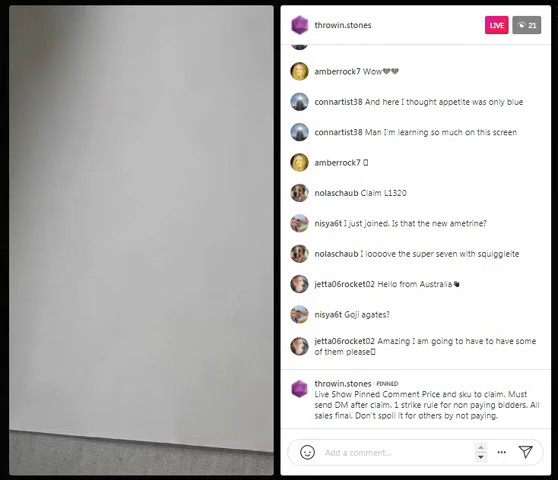 throwin.stones
LIVE
21
amberrock7 Wow
connartist38 And here I thought appetite was only blue
connartist38 Man I'm learning so much on this screen
amberrock7
nolaschaub Claim L1320
nisya6t I just joined. Is that the new ametrine?
nolaschaub I loooove the super seven with squiggleite
jetta06rocket02 Hello from Australia
nisya6t Goji agates?
jetta06rocket02 Amazing I am going to have to have some
of them please
throwin.stones · PINNED
Live Show Pinned Comment Price and sku to claim. Must
send DM after claim. 1 strike rule for non paying bidders. All
sales final. Don't spoil it for others by not paying.
Add a comment...